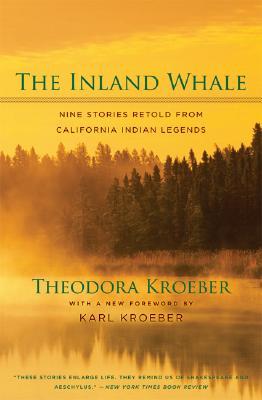 THE INLAND WHALE
NINE STORIES RETOLD FROM
CALIFORNIA INDIAN LEGENDS
THEODORA KROEBER
WITH A NEW FOREWORD BY
KARL KROEBER
"THESE STORIES ENLARGE LIFE. THEY REMIND US OF SHAKESPEARE AND
AESCHYLUS." – NEW YORK TIMES BOOK REVIEW